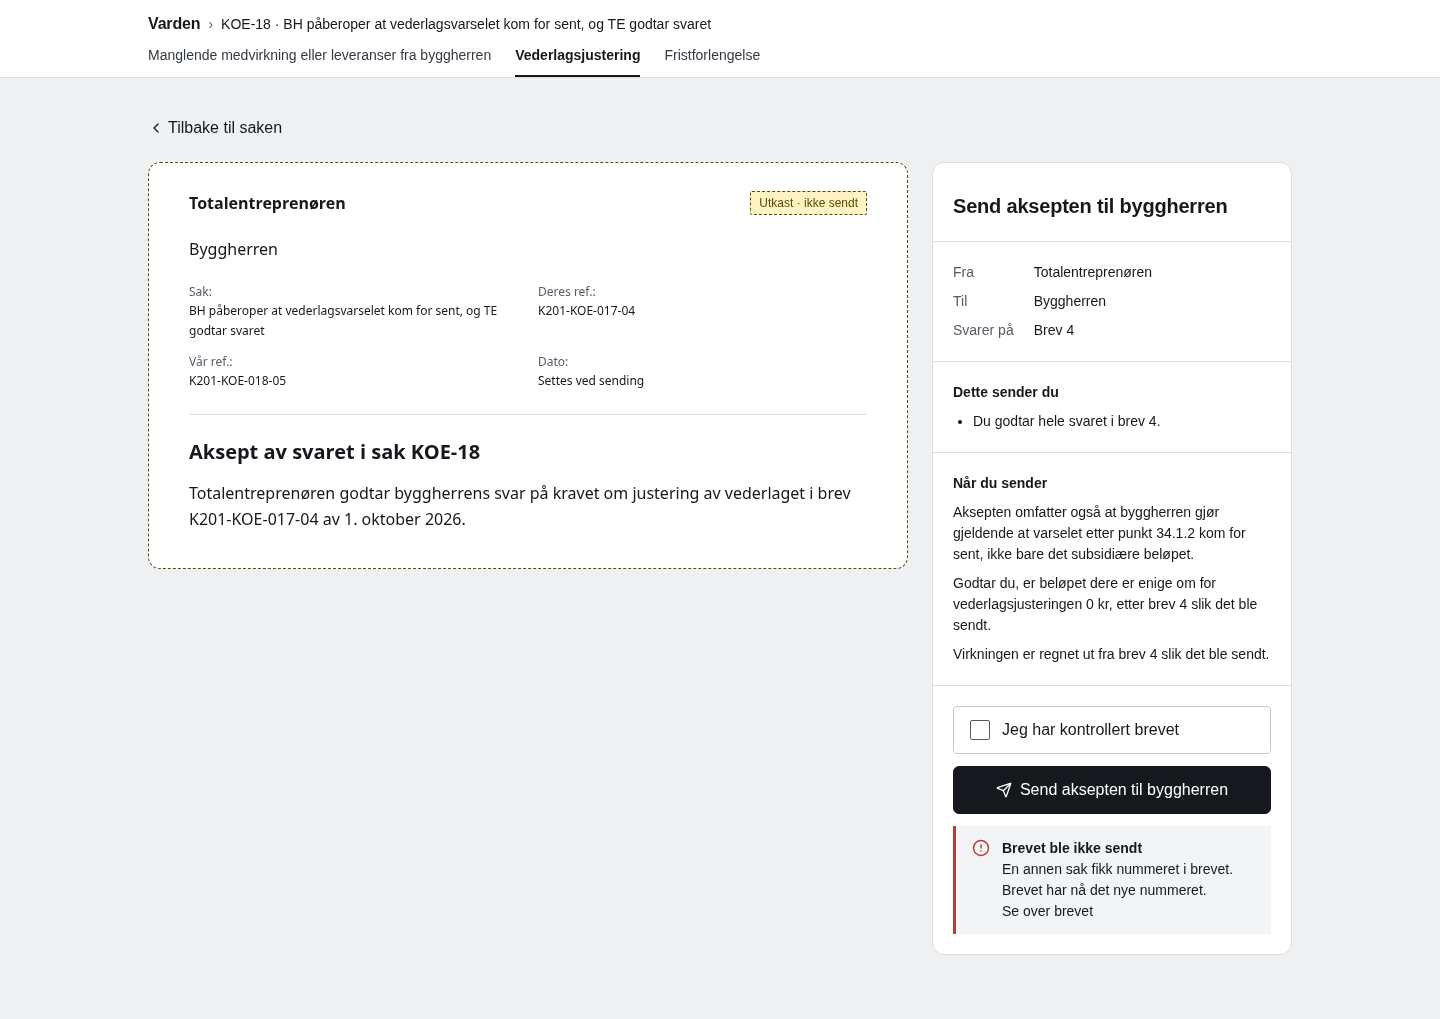 Varden › KOE-18 · BH påberoper at vederlagsvarselet kom for sent, og TE godtar svaret
Manglende medvirkning eller leveranser fra byggherren Vederlagsjustering Fristforlengelse
Tilbake til saken
Totalentreprenøren
Utkast · ikke sendt
Byggherren
Sak:
BH påberoper at vederlagsvarselet kom for sent, og TE
godtar svaret
Deres ref.:
K201-KOE-017-04
Vår ref.:
K201-KOE-018-05
Dato:
Settes ved sending
Aksept av svaret i sak KOE-18
Totalentreprenøren godtar byggherrens svar på kravet om justering av vederlaget i brev
K201-KOE-017-04 av 1. oktober 2026.
Send aksepten til byggherren
Fra Totalentreprenøren
Til Byggherren
Svarer på Brev 4
Dette sender du
• Du godtar hele svaret i brev 4.
Når du sender
Aksepten omfatter også at byggherren gjør
gjeldende at varselet etter punkt 34.1.2 kom for
sent, ikke bare det subsidiære beløpet.
Godtar du, er beløpet dere er enige om for
vederlagsjusteringen 0 kr, etter brev 4 slik det ble
sendt.
Virkningen er regnet ut fra brev 4 slik det ble sendt.
Jeg har kontrollert brevet
Send aksepten til byggherren
Brevet ble ikke sendt
En annen sak fikk nummeret i brevet.
Brevet har nå det nye nummeret.
Se over brevet